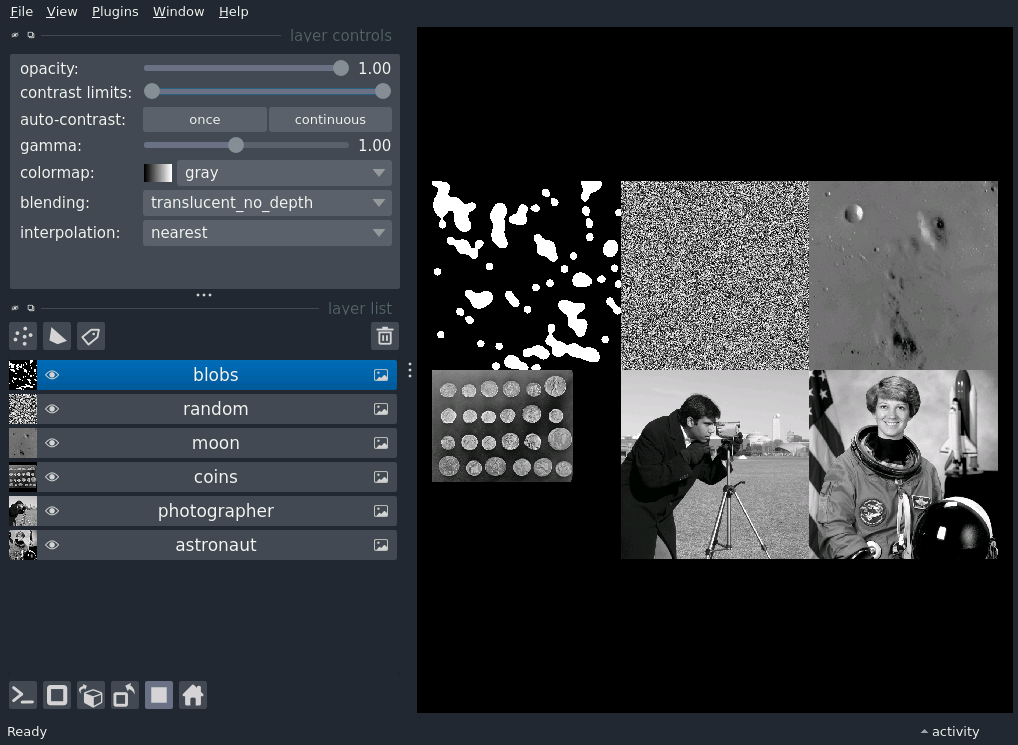 File View Plugins Window Help
layer controls
opacity: 1.00
contrast limits:
auto-contrast: once continuous
gamma: 1.00
colormap: gray
blending: translucent_no_depth
interpolation: nearest
layer list
blobs
random
moon
coins
photographer
astronaut
Ready activity